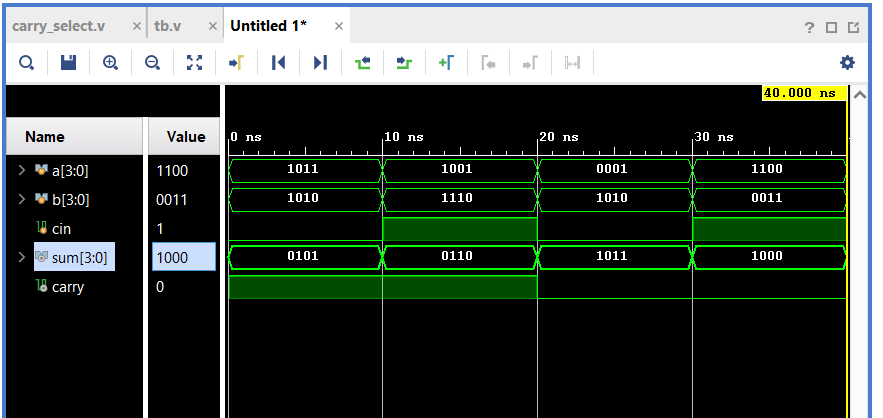 carry_select.v × tb.v × Untitled 1* × ?
40.000 ns
Name Value
0 ns 10 ns 20 ns 30 ns
a[3:0] 1100 1011 1001 0001 1100
b[3:0] 0011 1010 1110 1010 0011
cin 1
sum[3:0] 1000 0101 0110 1011 1000
carry 0